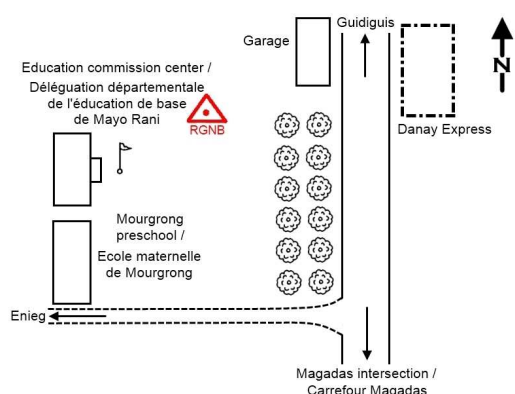 Guidiguis
Garage
N
Danay Express
Education commission center /
Déléguation départementale
de l'éducation de base
de Mayo Rani
RGNB
Mourgrong
preschool /
Ecole maternelle
de Mourgrong
Enieg
Magadas intersection /
Carrefour Magadas